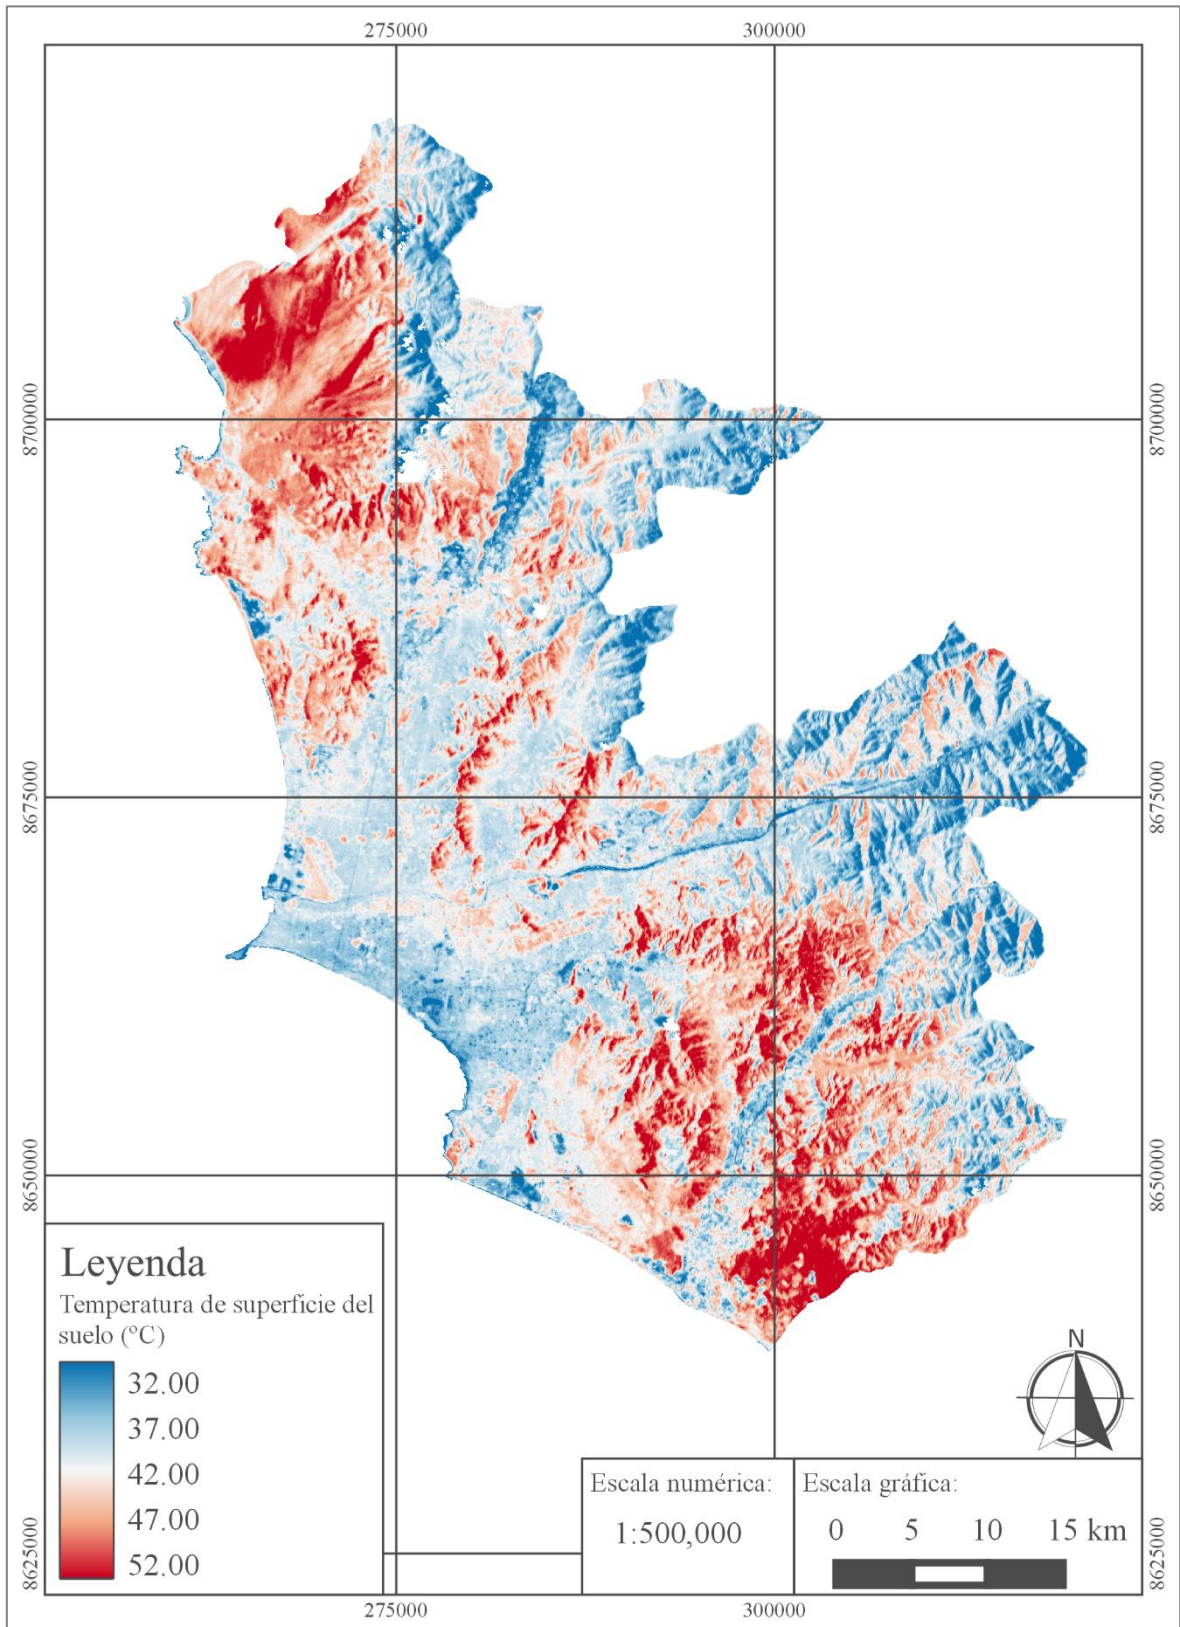 275000 300000
8700000 8700000
8675000 8675000
8650000 8650000
Leyenda
Temperatura de superficie del
suelo (°C)
32.00
37.00
42.00
47.00
52.00
N
Escala numérica:
1:500,000
Escala gráfica:
0 5 10 15 km
8625000 8625000
275000 300000